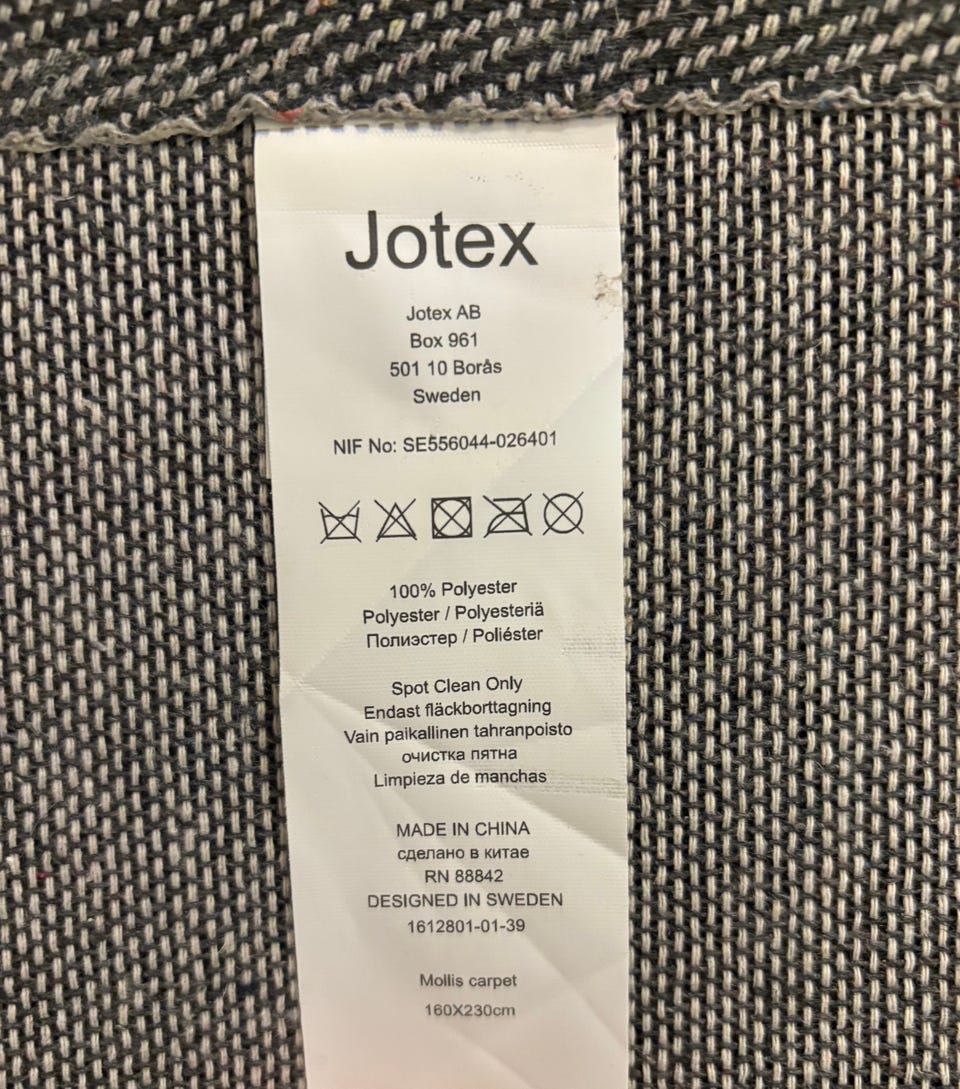 Jotex
Jotex AB
Box 961
501 10 Borås
Sweden
NIF No: SE556044-026401
100% Polyester
Polyester / Polyesteriä
Полиэстер / Poliéster
Spot Clean Only
Endast fläckborttagning
Vain paikallinen tahranpoisto
очистка пятна
Limpieza de manchas
MADE IN CHINA
сделано в китае
RN 88842
DESIGNED IN SWEDEN
1612801-01-39
Mollis carpet
160X230cm